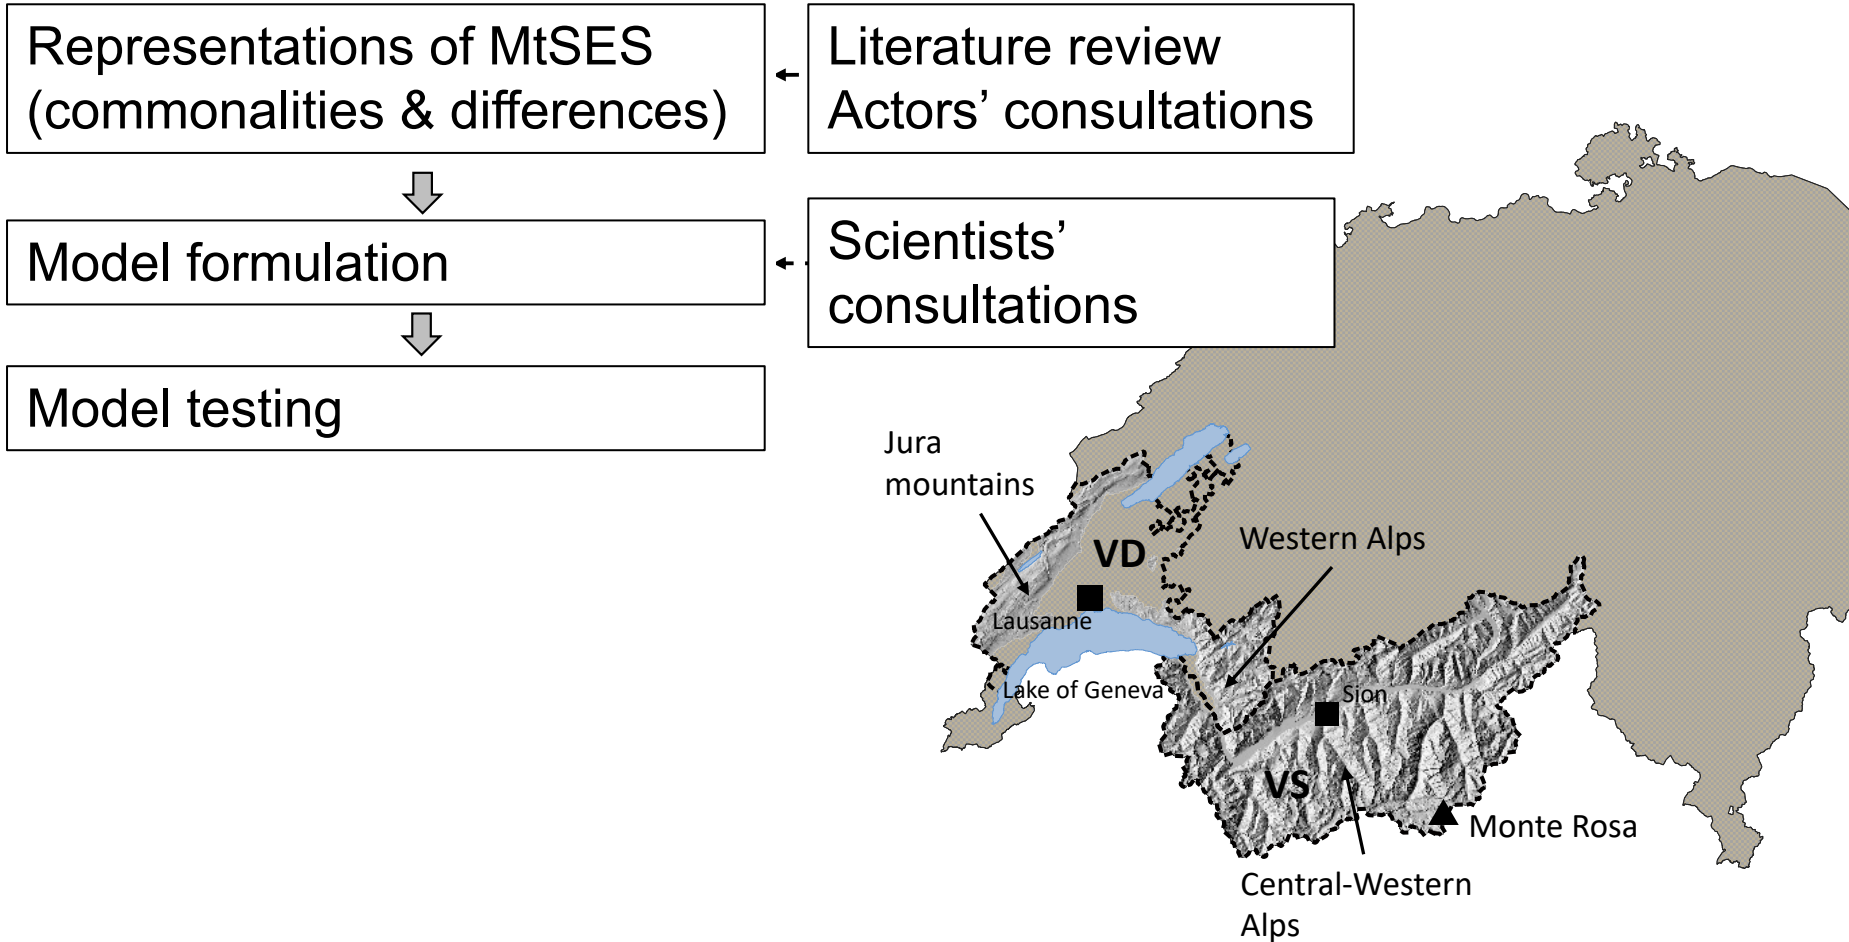 Representations of MtSES
(commonalities & differences)
Literature review
Actors’ consultations
Model formulation
Scientists’
consultations
Model testing
Jura
mountains
VD
Western Alps
Lausanne
Lake of Geneva
Sion
VS
Monte Rosa
Central-Western
Alps